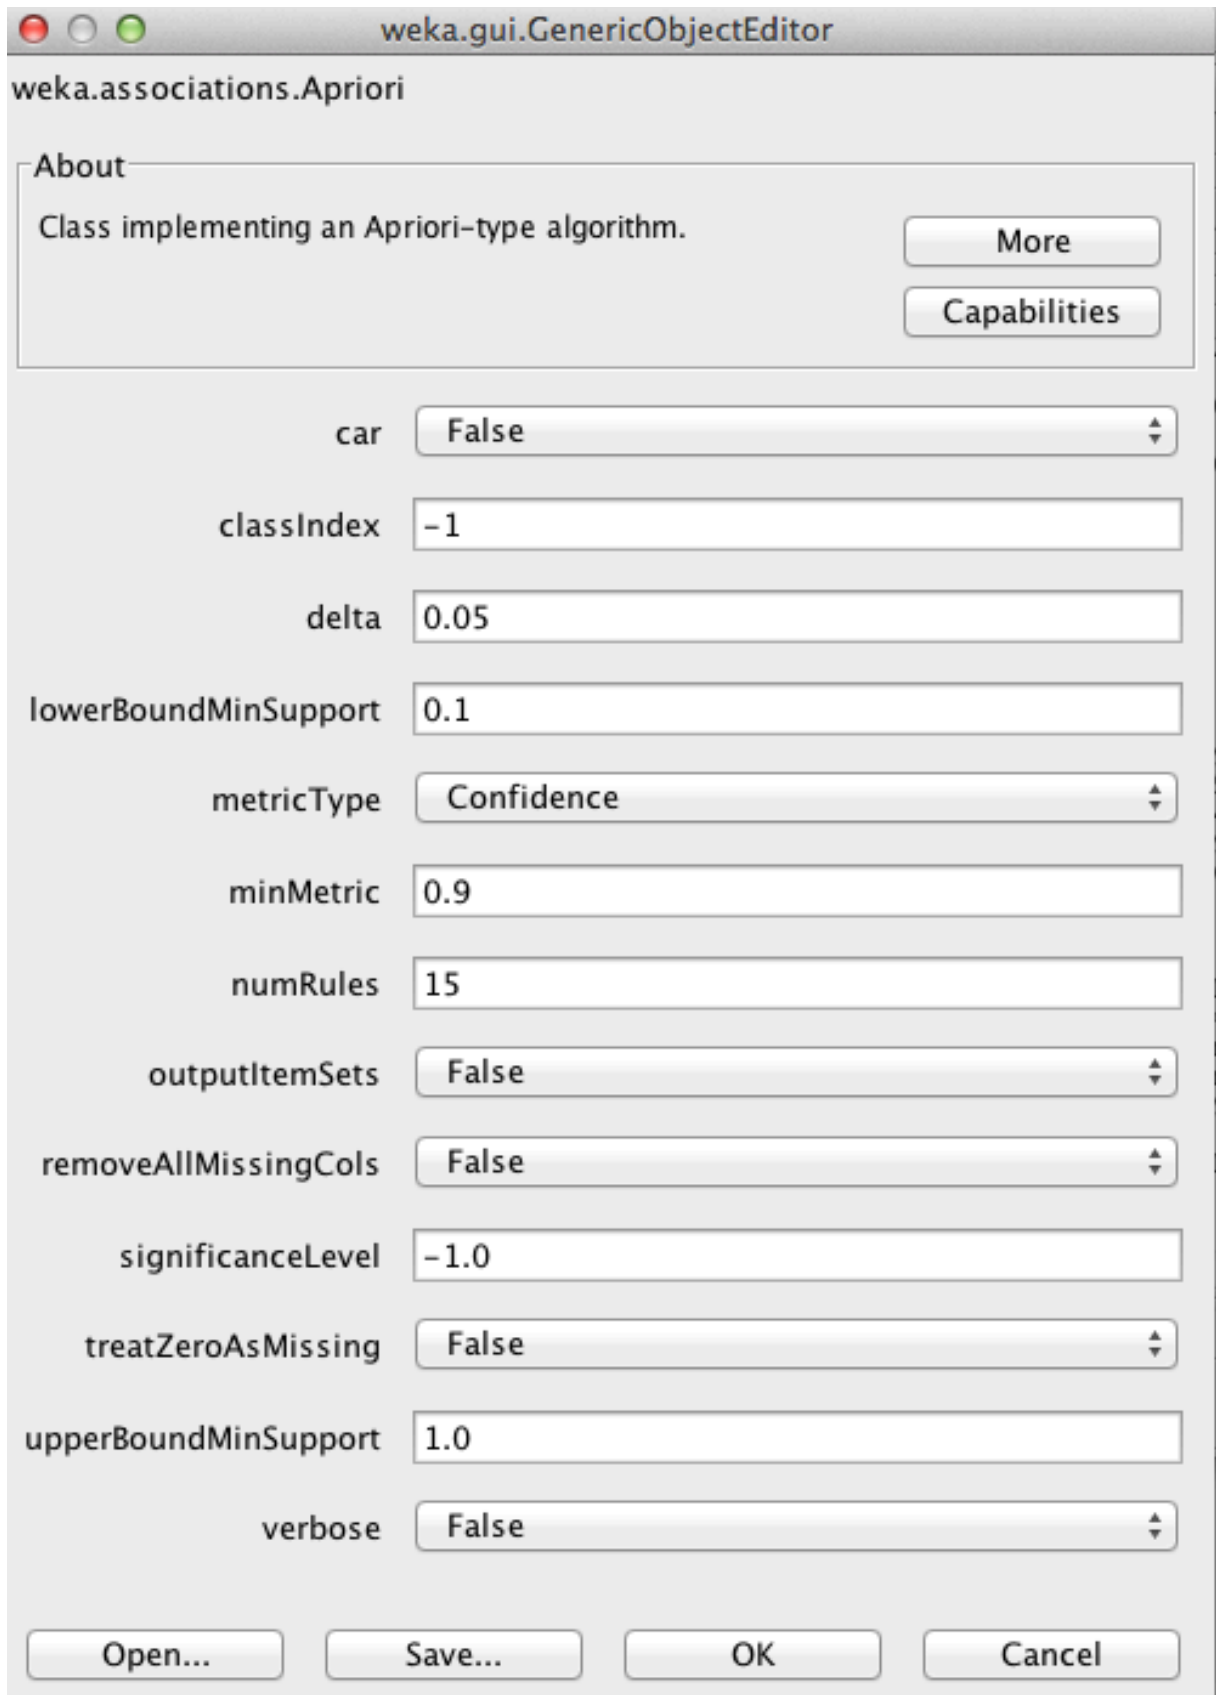 weka.gui.GenericObjectEditor
weka.associations.Apriori
About
Class implementing an Apriori-type algorithm.
More
Capabilities
car False
classIndex -1
delta 0.05
lowerBoundMinSupport 0.1
metricType Confidence
minMetric 0.9
numRules 15
outputItemSets False
removeAllMissingCols False
significanceLevel -1.0
treatZeroAsMissing False
upperBoundMinSupport 1.0
verbose False
Open... Save... OK Cancel